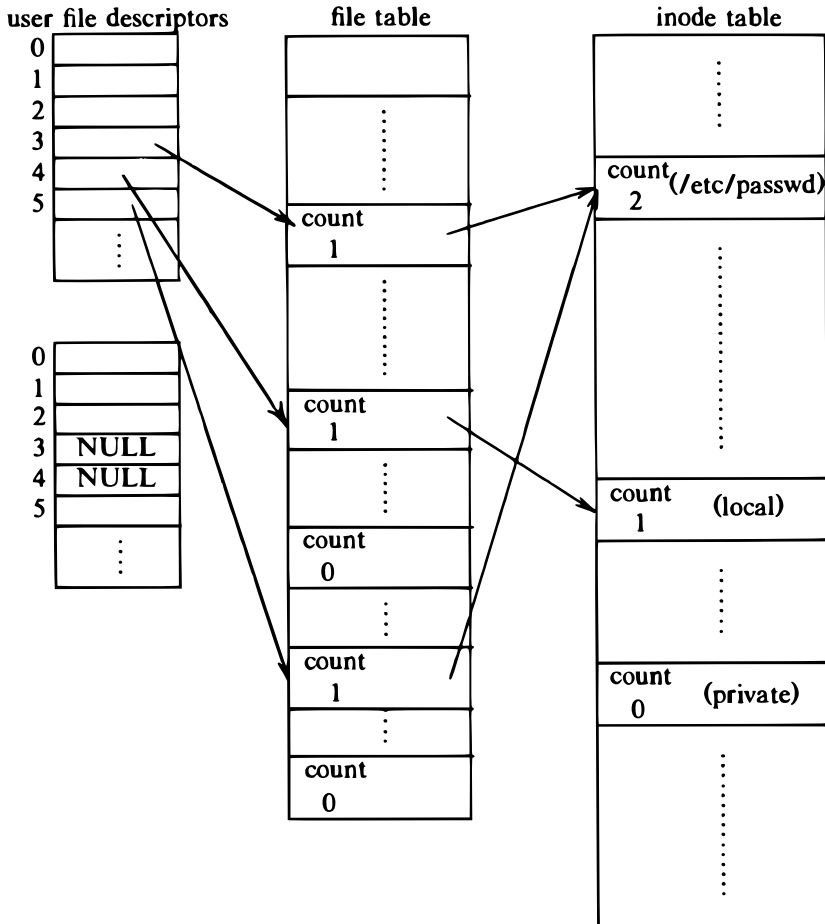 user file descriptors
0
1
2
3
4
5
0
1
2
3 NULL
4 NULL
5
file table
count
1
count
1
count
0
count
1
count
0
inode table
count (/etc/passwd)
2
count (local)
1
count (private)
0